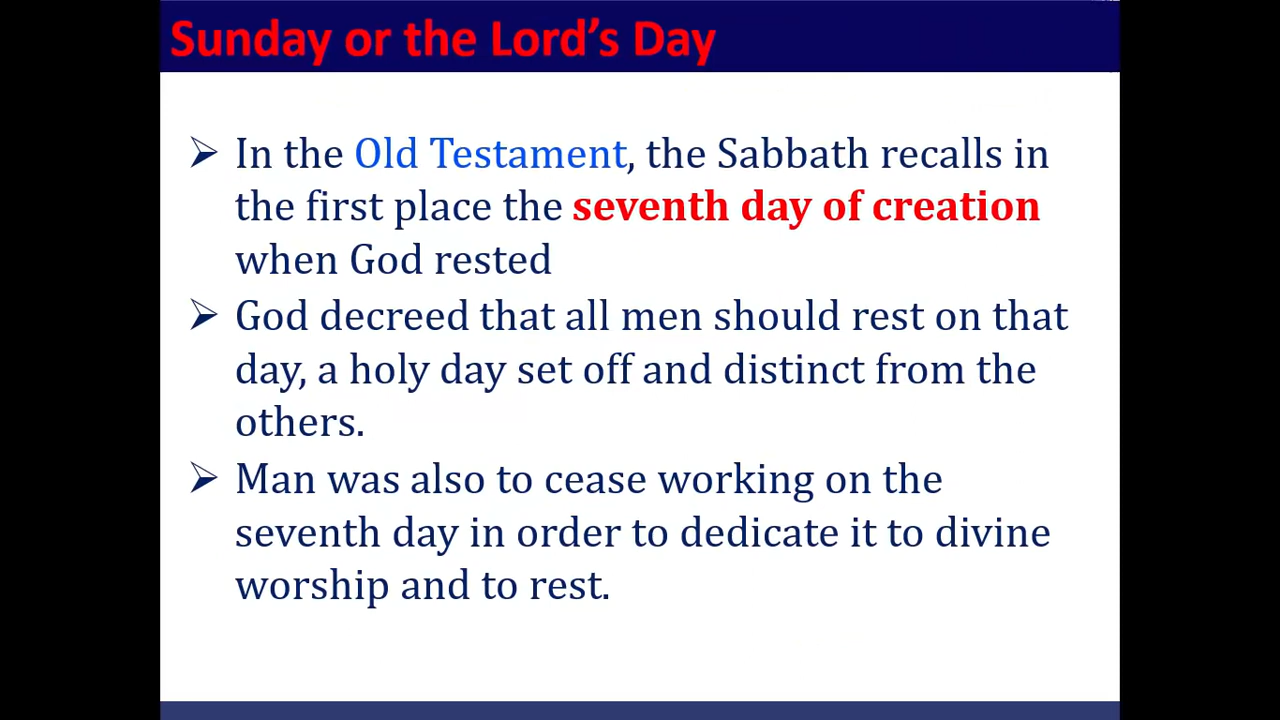 Sunday or the Lord’s Day
➢ In the Old Testament, the Sabbath recalls in
the first place the seventh day of creation
when God rested
➢ God decreed that all men should rest on that
day, a holy day set off and distinct from the
others.
➢ Man was also to cease working on the
seventh day in order to dedicate it to divine
worship and to rest.